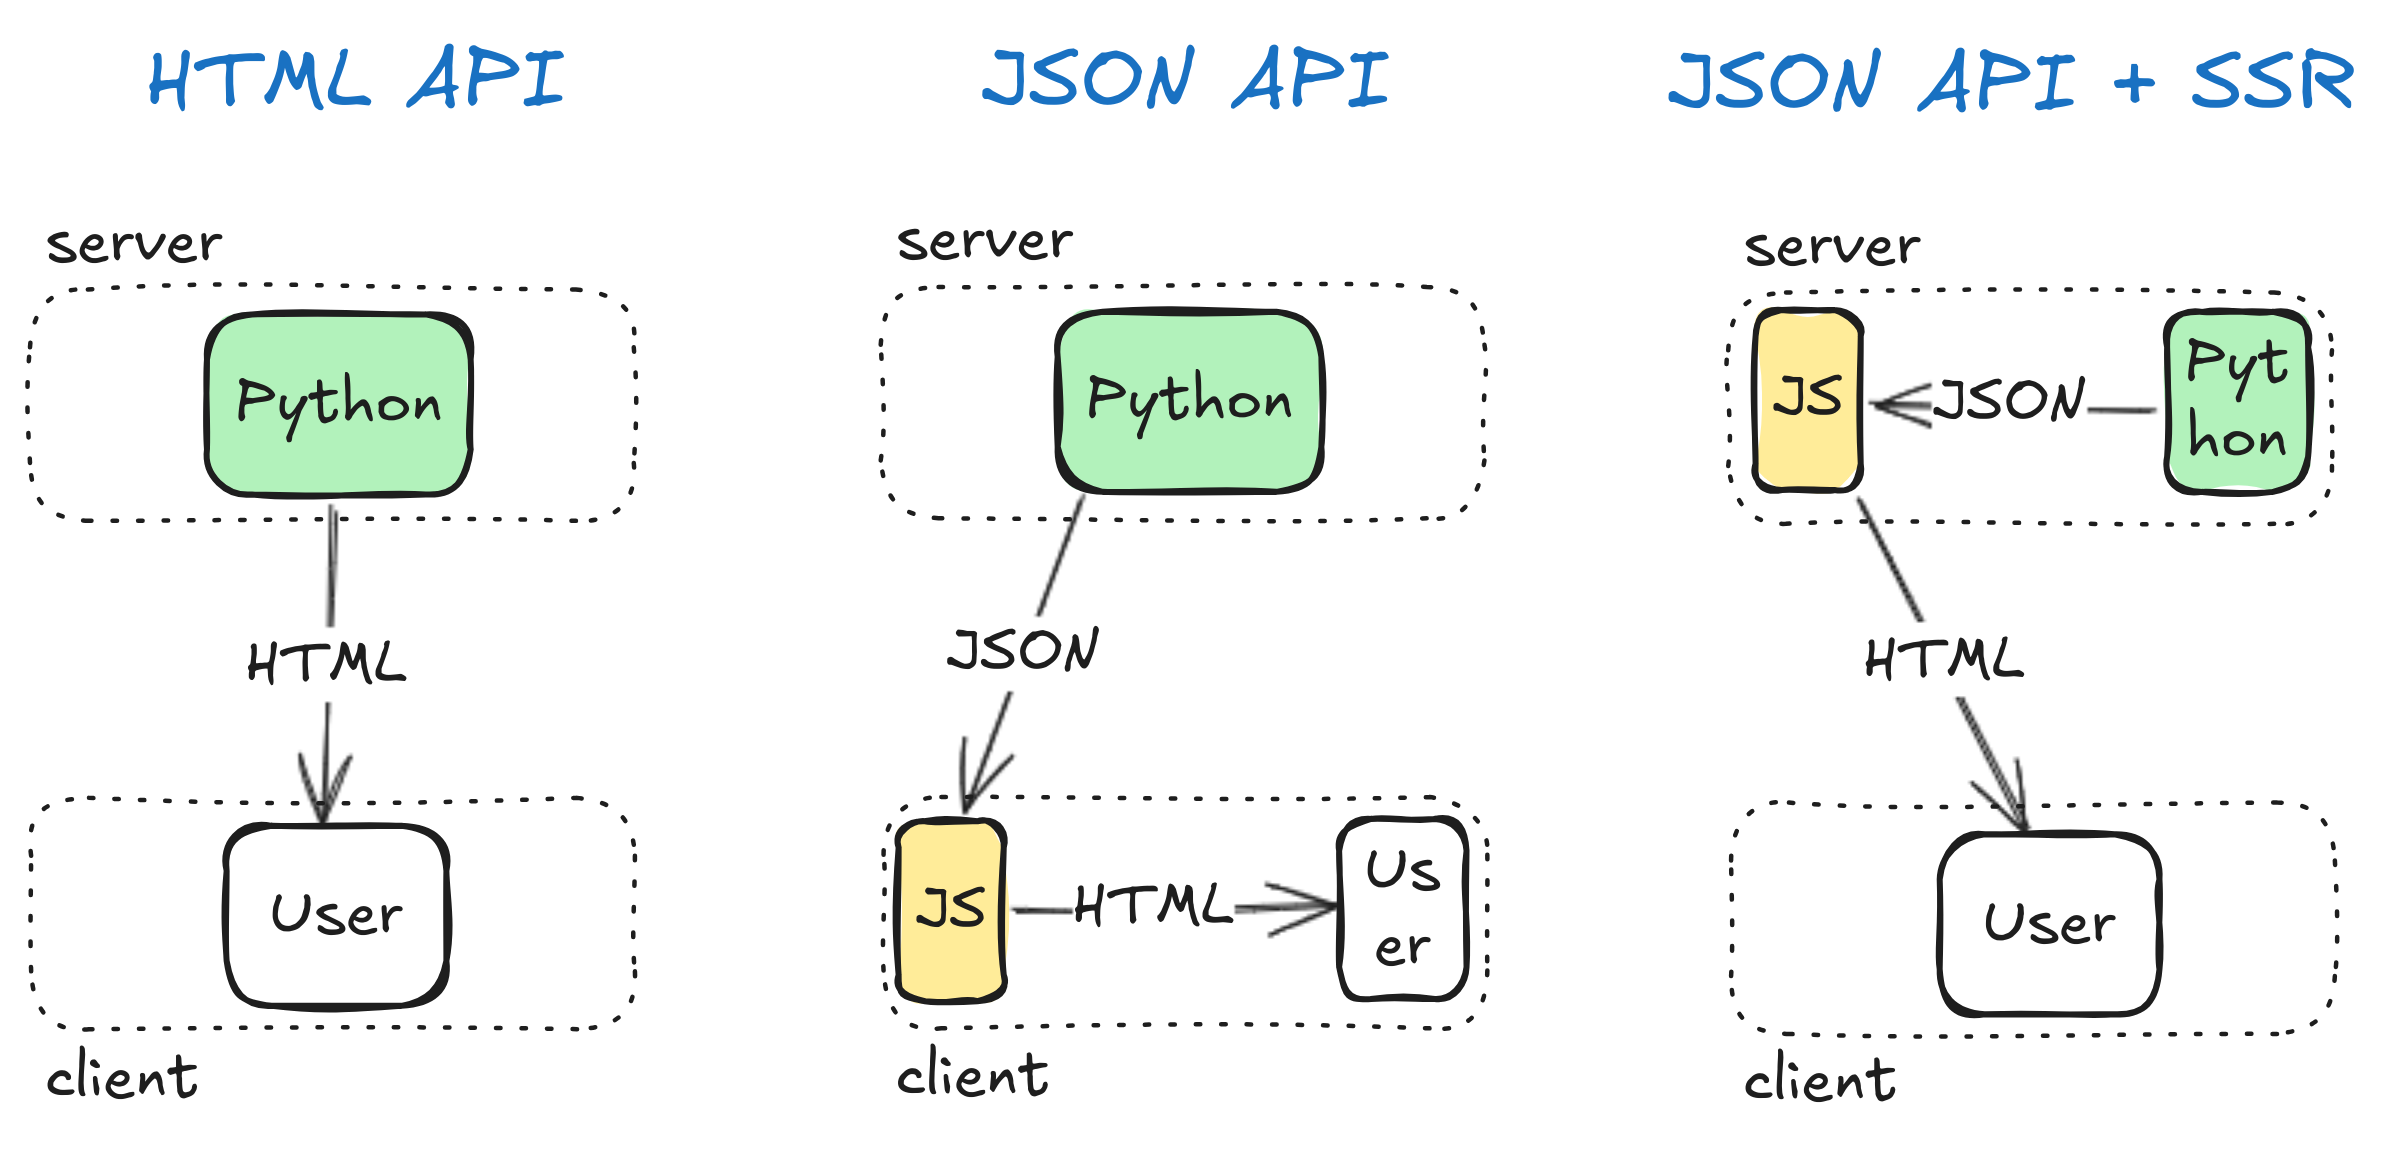 HTML API
server
Python
HTML
User
client
JSON API
server
Python
JSON
JS
HTML
Us
er
client
JSON API + SSR
server
JS
JSON
Pyt
hon
HTML
User
client